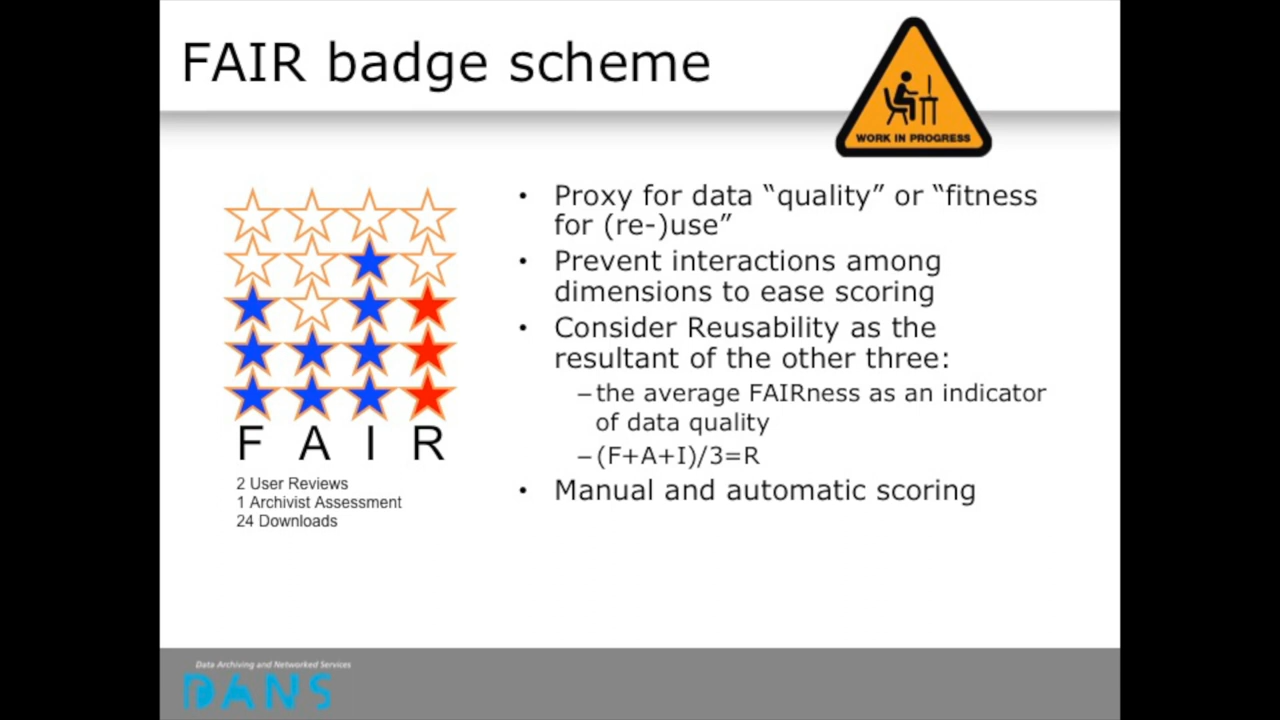 FAIR badge scheme
WORK IN PROGRESS
F A I R
2 User Reviews
1 Archivist Assessment
24 Downloads
• Proxy for data “quality” or “fitness
for (re-)use”
• Prevent interactions among
dimensions to ease scoring
• Consider Reusability as the
resultant of the other three:
–the average FAIRness as an indicator
of data quality
–(F+A+I)/3=R
• Manual and automatic scoring
Data Archiving and Networked Services
DANS